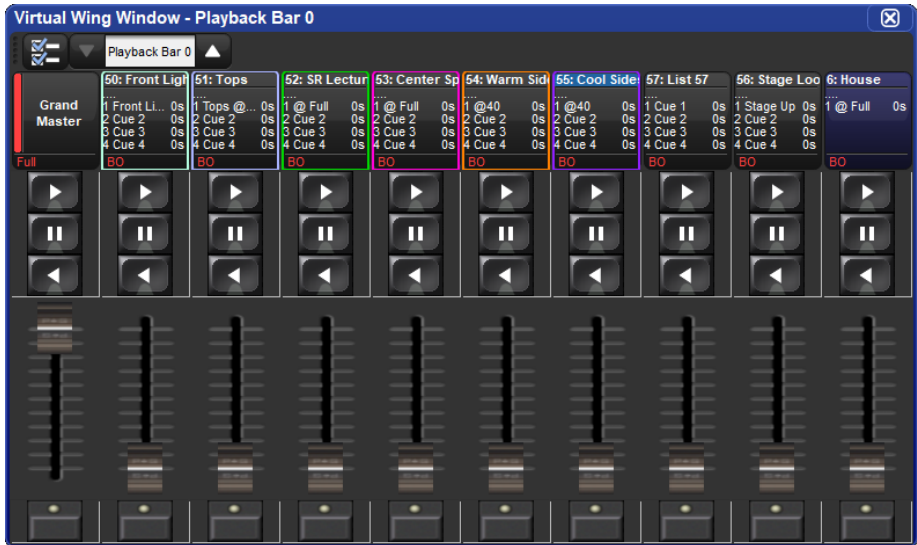 Virtual Wing Window - Playback Bar 0
Playback Bar 0
Grand
Master
Full
50: Front Ligh
....
1 Front Li... 0s
2 Cue 2 0s
3 Cue 3 0s
4 Cue 4 0s
BO
51: Tops
....
1 Tops @... 0s
2 Cue 2 0s
3 Cue 3 0s
4 Cue 4 0s
BO
52: SR Lectur
....
1 @ Full 0s
2 Cue 2 0s
3 Cue 3 0s
4 Cue 4 0s
BO
53: Center Sp
....
1 @ Full 0s
2 Cue 2 0s
3 Cue 3 0s
4 Cue 4 0s
BO
54: Warm Side
....
1 @40 0s
2 Cue 2 0s
3 Cue 3 0s
4 Cue 4 0s
BO
55: Cool Sides
....
1 @40 0s
2 Cue 2 0s
3 Cue 3 0s
4 Cue 4 0s
BO
57: List 57
....
1 Cue 1 0s
2 Cue 2 0s
3 Cue 3 0s
4 Cue 4 0s
BO
56: Stage Loo
....
1 Stage Up 0s
2 Cue 2 0s
3 Cue 3 0s
4 Cue 4 0s
BO
6: House
....
1 @ Full 0s
BO